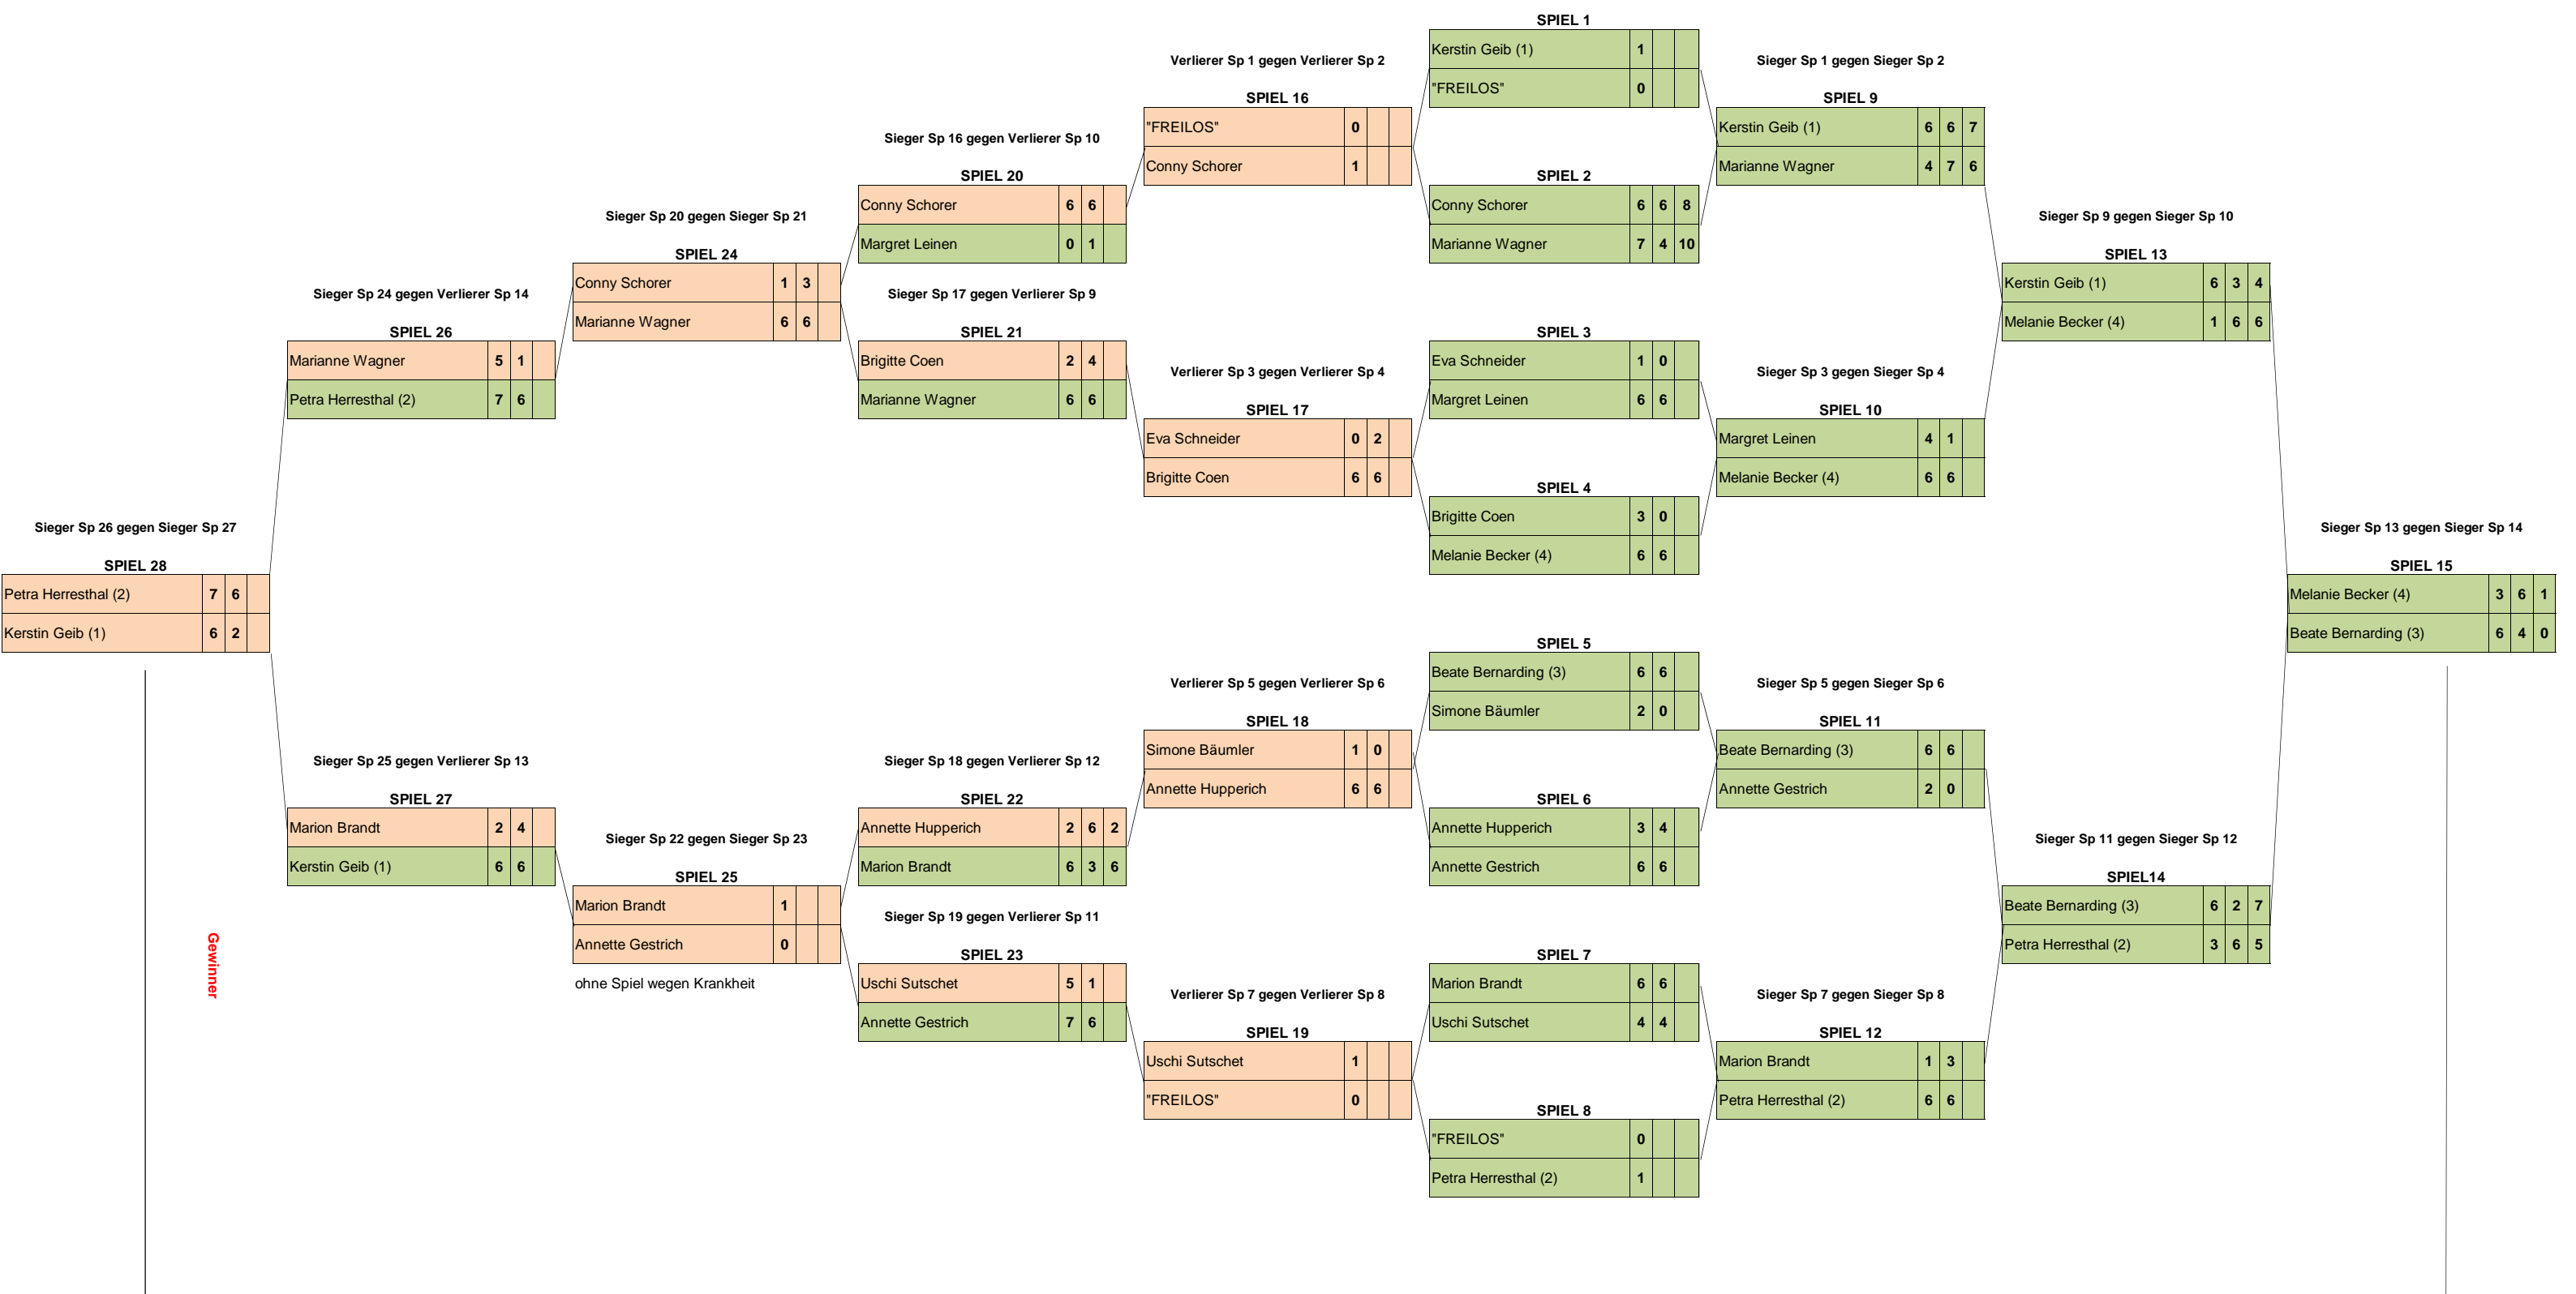 SPIEL 1
Kerstin Geib (1) 1
"FREILOS" 0
Verlierer Sp 1 gegen Verlierer Sp 2
Sieger Sp 1 gegen Sieger Sp 2
SPIEL 16
"FREILOS" 0
Conny Schorer 1
SPIEL 9
Kerstin Geib (1) 6 6 7
Marianne Wagner 4 7 6
Sieger Sp 16 gegen Verlierer Sp 10
SPIEL 20
Conny Schorer 6 6
Margret Leinen 0 1
SPIEL 2
Conny Schorer 6 6 8
Marianne Wagner 7 4 10
Sieger Sp 20 gegen Sieger Sp 21
SPIEL 24
Conny Schorer 1 3
Marianne Wagner 6 6
Sieger Sp 9 gegen Sieger Sp 10
SPIEL 13
Kerstin Geib (1) 6 3 4
Melanie Becker (4) 1 6 6
Sieger Sp 24 gegen Verlierer Sp 14
SPIEL 26
Marianne Wagner 5 1
Petra Herresthal (2) 7 6
Sieger Sp 17 gegen Verlierer Sp 9
SPIEL 21
Brigitte Coen 2 4
Marianne Wagner 6 6
SPIEL 3
Eva Schneider 1 0
Margret Leinen 6 6
Verlierer Sp 3 gegen Verlierer Sp 4
SPIEL 17
Eva Schneider 0 2
Brigitte Coen 6 6
Sieger Sp 3 gegen Sieger Sp 4
SPIEL 10
Margret Leinen 4 1
Melanie Becker (4) 6 6
SPIEL 4
Brigitte Coen 3 0
Melanie Becker (4) 6 6
Sieger Sp 26 gegen Sieger Sp 27
SPIEL 28
Petra Herresthal (2) 7 6
Kerstin Geib (1) 6 2
Sieger Sp 13 gegen Sieger Sp 14
SPIEL 15
Melanie Becker (4) 3 6 1
Beate Bernarding (3) 6 4 0
SPIEL 5
Beate Bernarding (3) 6 6
Simone Bäumler 2 0
Verlierer Sp 5 gegen Verlierer Sp 6
SPIEL 18
Simone Bäumler 1 0
Annette Hupperich 6 6
Sieger Sp 5 gegen Sieger Sp 6
SPIEL 11
Beate Bernarding (3) 6 6
Annette Gestrich 2 0
Sieger Sp 25 gegen Verlierer Sp 13
SPIEL 27
Marion Brandt 2 4
Kerstin Geib (1) 6 6
Sieger Sp 18 gegen Verlierer Sp 12
SPIEL 22
Annette Hupperich 2 6 2
Marion Brandt 6 3 6
SPIEL 6
Annette Hupperich 3 4
Annette Gestrich 6 6
Sieger Sp 22 gegen Sieger Sp 23
SPIEL 25
Marion Brandt 1
Annette Gestrich 0
ohne Spiel wegen Krankheit
Sieger Sp 11 gegen Sieger Sp 12
SPIEL14
Beate Bernarding (3) 6 2 7
Petra Herresthal (2) 3 6 5
Gewinner
Sieger Sp 19 gegen Verlierer Sp 11
SPIEL 23
Uschi Sutschet 5 1
Annette Gestrich 7 6
SPIEL 7
Marion Brandt 6 6
Uschi Sutschet 4 4
Verlierer Sp 7 gegen Verlierer Sp 8
SPIEL 19
Uschi Sutschet 1
"FREILOS" 0
Sieger Sp 7 gegen Sieger Sp 8
SPIEL 12
Marion Brandt 1 3
Petra Herresthal (2) 6 6
SPIEL 8
"FREILOS" 0
Petra Herresthal (2) 1